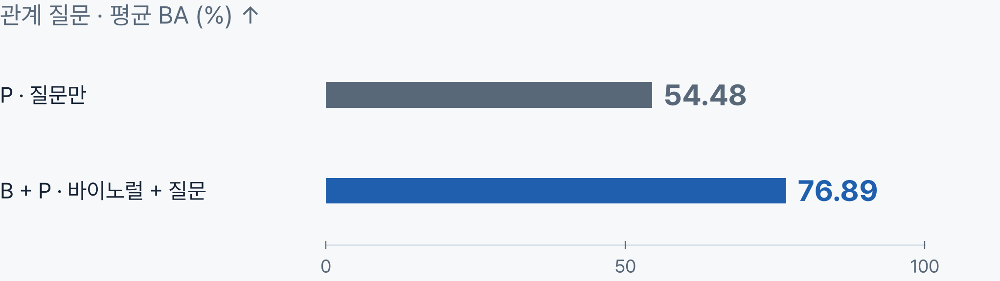 관계 질문 · 평균 BA (%) ↑
P · 질문만
54.48
B + P · 바이노럴 + 질문
76.89
0 50 100